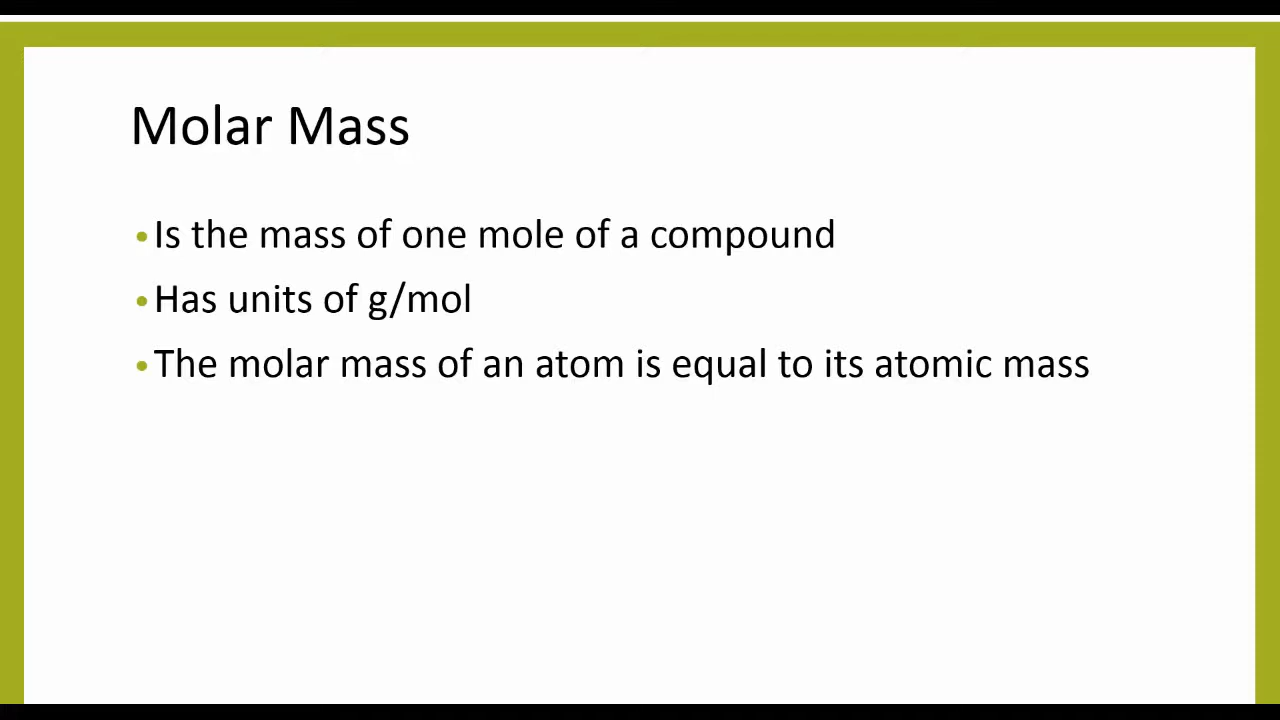 Molar Mass
• Is the mass of one mole of a compound
• Has units of g/mol
• The molar mass of an atom is equal to its atomic mass